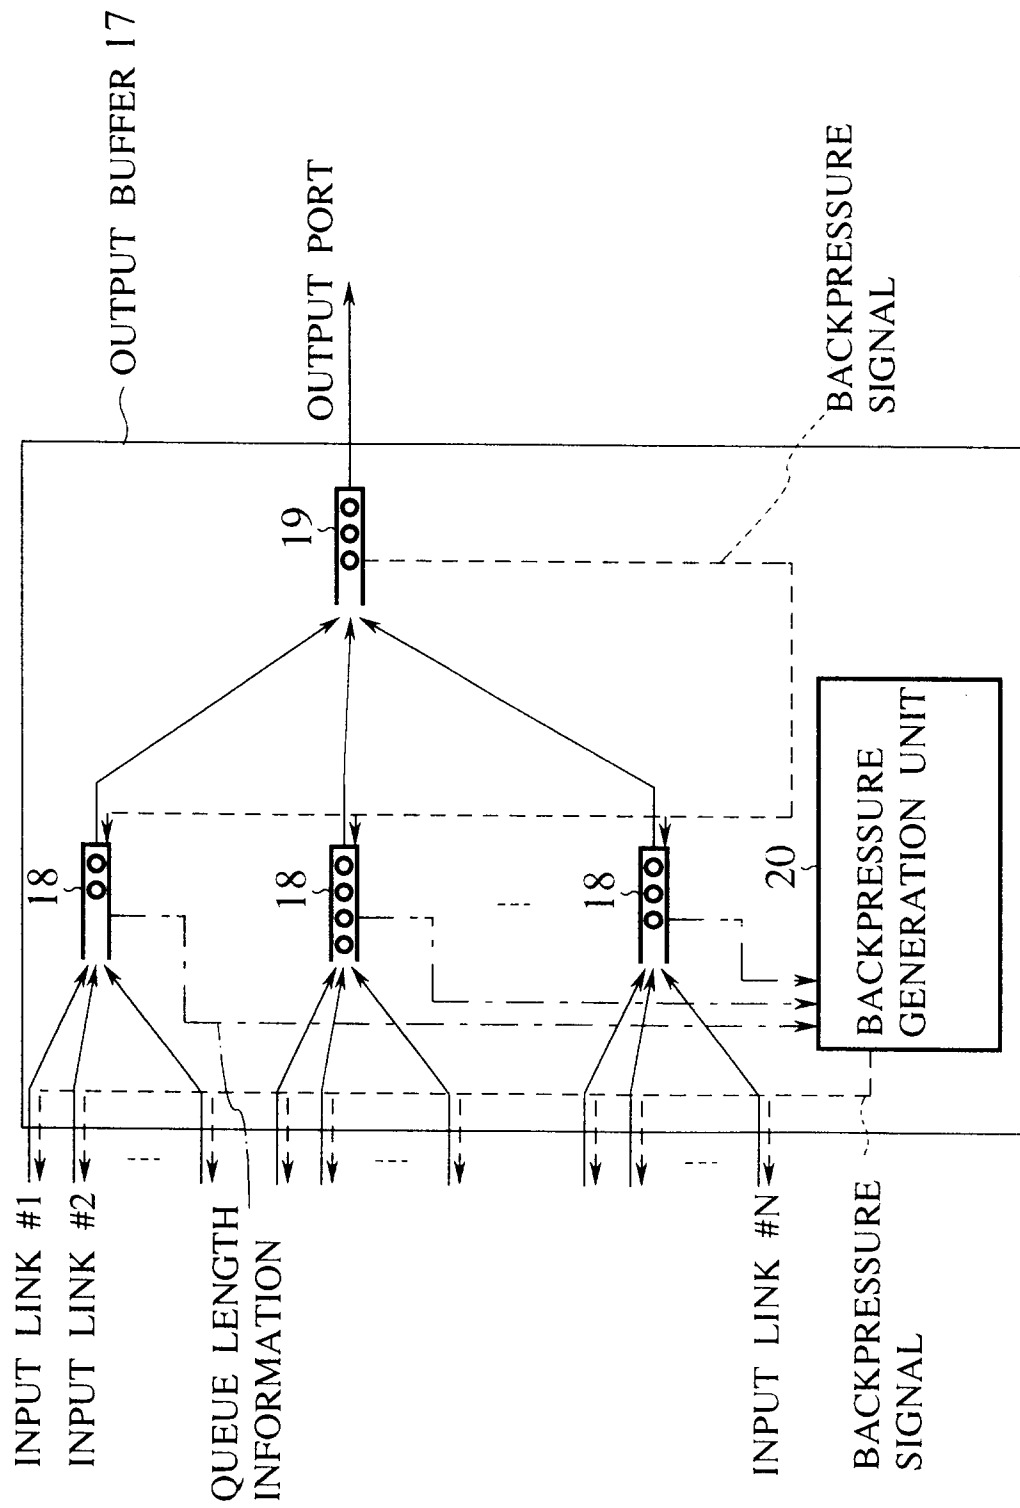 OUTPUT BUFFER 17
OUTPUT PORT
BACKPRESSURE
SIGNAL
19
18
18
18
20
BACKPRESSURE
GENERATION UNIT
INPUT LINK #1
INPUT LINK #2
QUEUE LENGTH
INFORMATION
INPUT LINK #N
BACKPRESSURE
SIGNAL